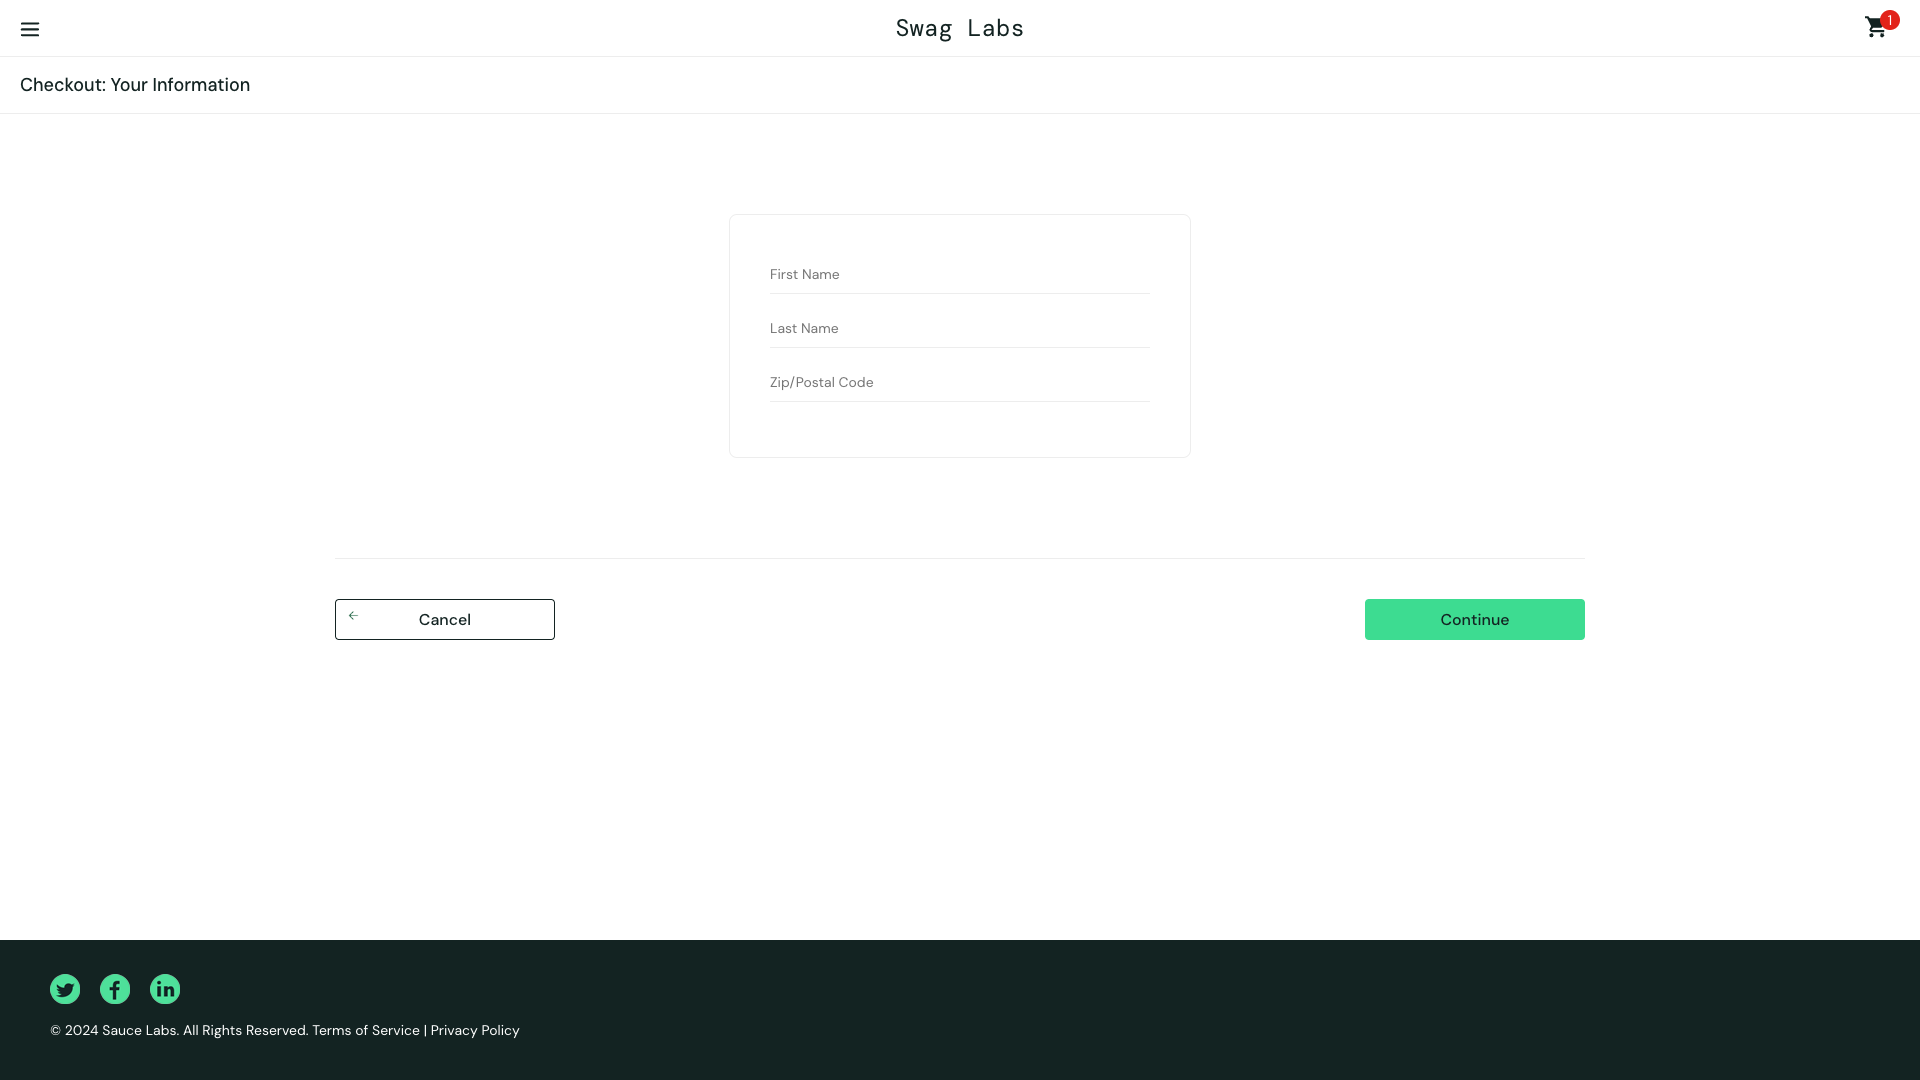 Swag Labs
1
Checkout: Your Information
First Name
Last Name
Zip/Postal Code
Cancel
Continue
© 2024 Sauce Labs. All Rights Reserved. Terms of Service | Privacy Policy